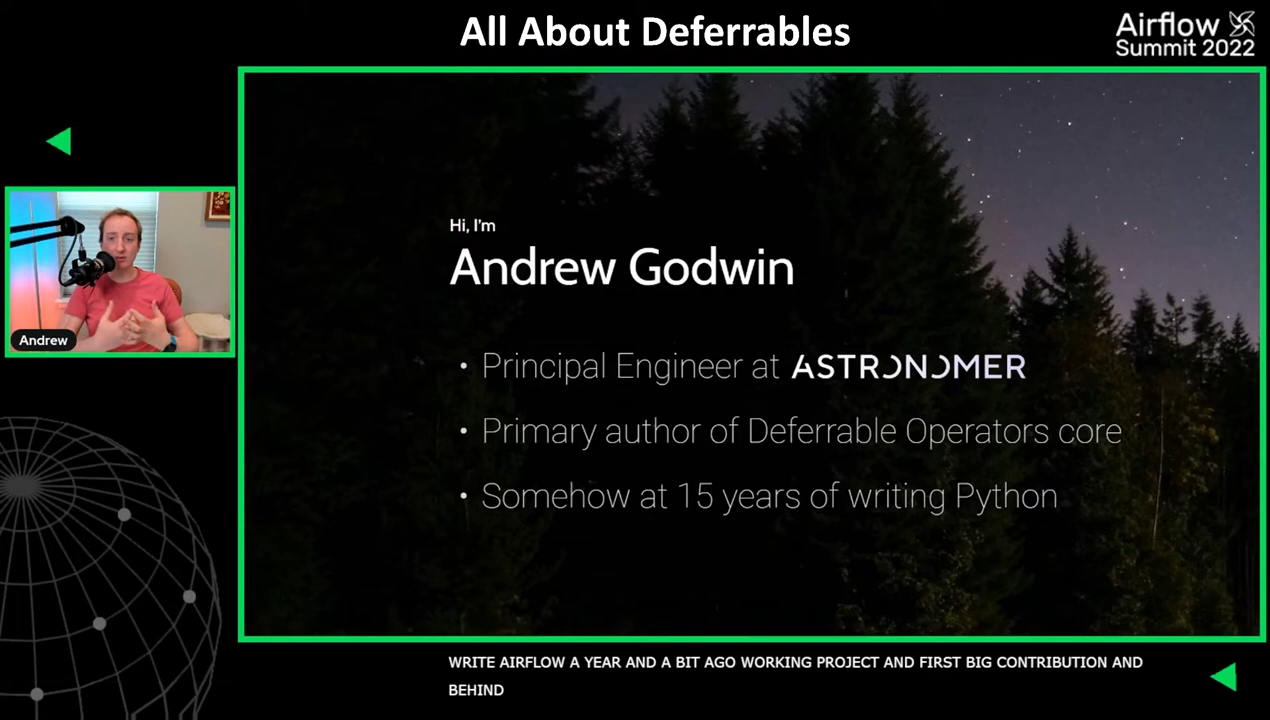 All About Deferrables
Airflow
Summit 2022
Hi, I'm
Andrew Godwin
Andrew
• Principal Engineer at ASTRONOMER
• Primary author of Deferrable Operators core
• Somehow at 15 years of writing Python
WRITE AIRFLOW A YEAR AND A BIT AGO WORKING PROJECT AND FIRST BIG CONTRIBUTION AND
BEHIND